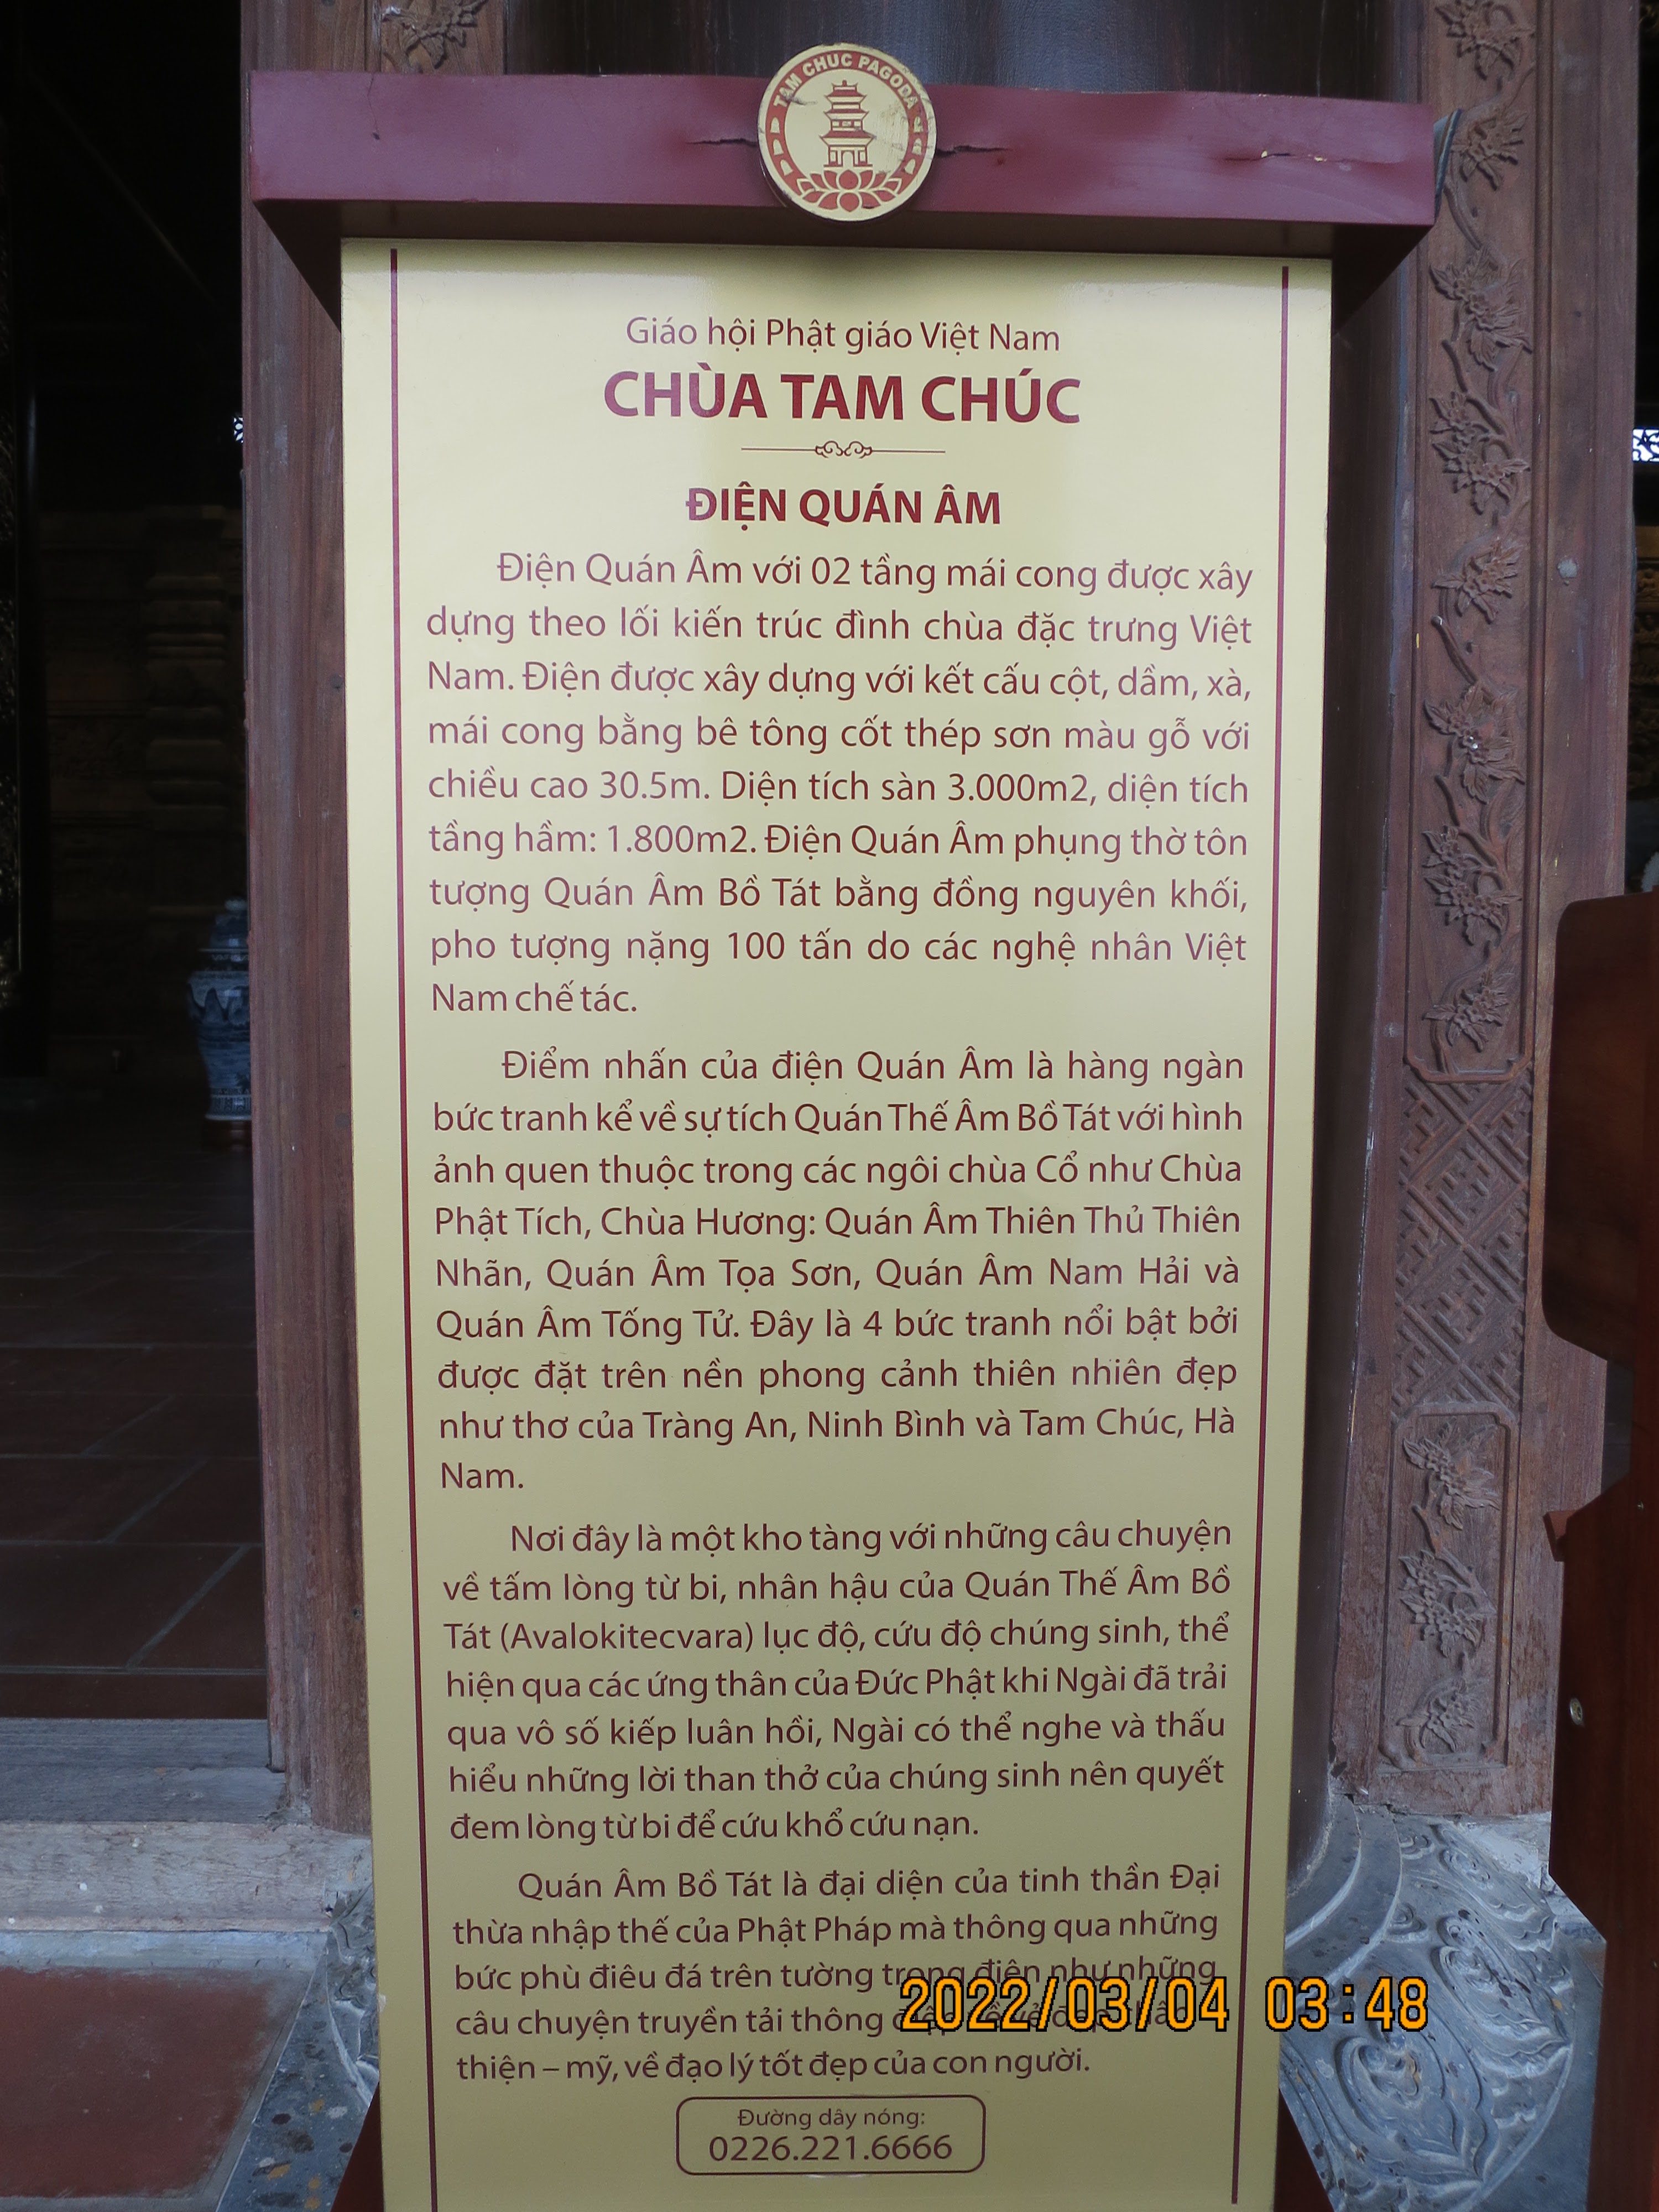 TAM CHUC PAGODA
Giáo hội Phật giáo Việt Nam
CHÙA TAM CHÚC
ĐIỆN QUÁN ÂM
Điện Quán Âm với 02 tầng mái cong được xây
dựng theo lối kiến trúc đình chùa đặc trưng Việt
Nam. Điện được xây dựng với kết cấu cột, dầm, xà,
mái cong bằng bê tông cốt thép sơn màu gỗ với
chiều cao 30.5m. Diện tích sàn 3.000m2, diện tích
tầng hầm: 1.800m2. Điện Quán Âm phụng thờ tôn
tượng Quán Âm Bồ Tát bằng đồng nguyên khối,
pho tượng nặng 100 tấn do các nghệ nhân Việt
Nam chế tác.
Điểm nhấn của điện Quán Âm là hàng ngàn
bức tranh kể về sự tích Quán Thế Âm Bồ Tát với hình
ảnh quen thuộc trong các ngôi chùa Cổ như Chùa
Phật Tích, Chùa Hương: Quán Âm Thiên Thủ Thiên
Nhãn, Quán Âm Tọa Sơn, Quán Âm Nam Hải và
Quán Âm Tống Tử. Đây là 4 bức tranh nổi bật bởi
được đặt trên nền phong cảnh thiên nhiên đẹp
như thơ của Tràng An, Ninh Bình và Tam Chúc, Hà
Nam.
Nơi đây là một kho tàng với những câu chuyện
về tấm lòng từ bi, nhân hậu của Quán Thế Âm Bồ
Tát (Avalokitecvara) lục độ, cứu độ chúng sinh, thể
hiện qua các ứng thân của Đức Phật khi Ngài đã trải
qua vô số kiếp luân hồi, Ngài có thể nghe và thấu
hiểu những lời than thở của chúng sinh nên quyết
đem lòng từ bi để cứu khổ cứu nạn.
Quán Âm Bồ Tát là đại diện của tinh thần Đại
thừa nhập thế của Phật Pháp mà thông qua những
bức phù điêu đá trên tường trong điện như những
câu chuyện truyền tải thông
thiện – mỹ, về đạo lý tốt đẹp của con người.
Đường dây nóng:
0226.221.6666
2022/03/04 03:48